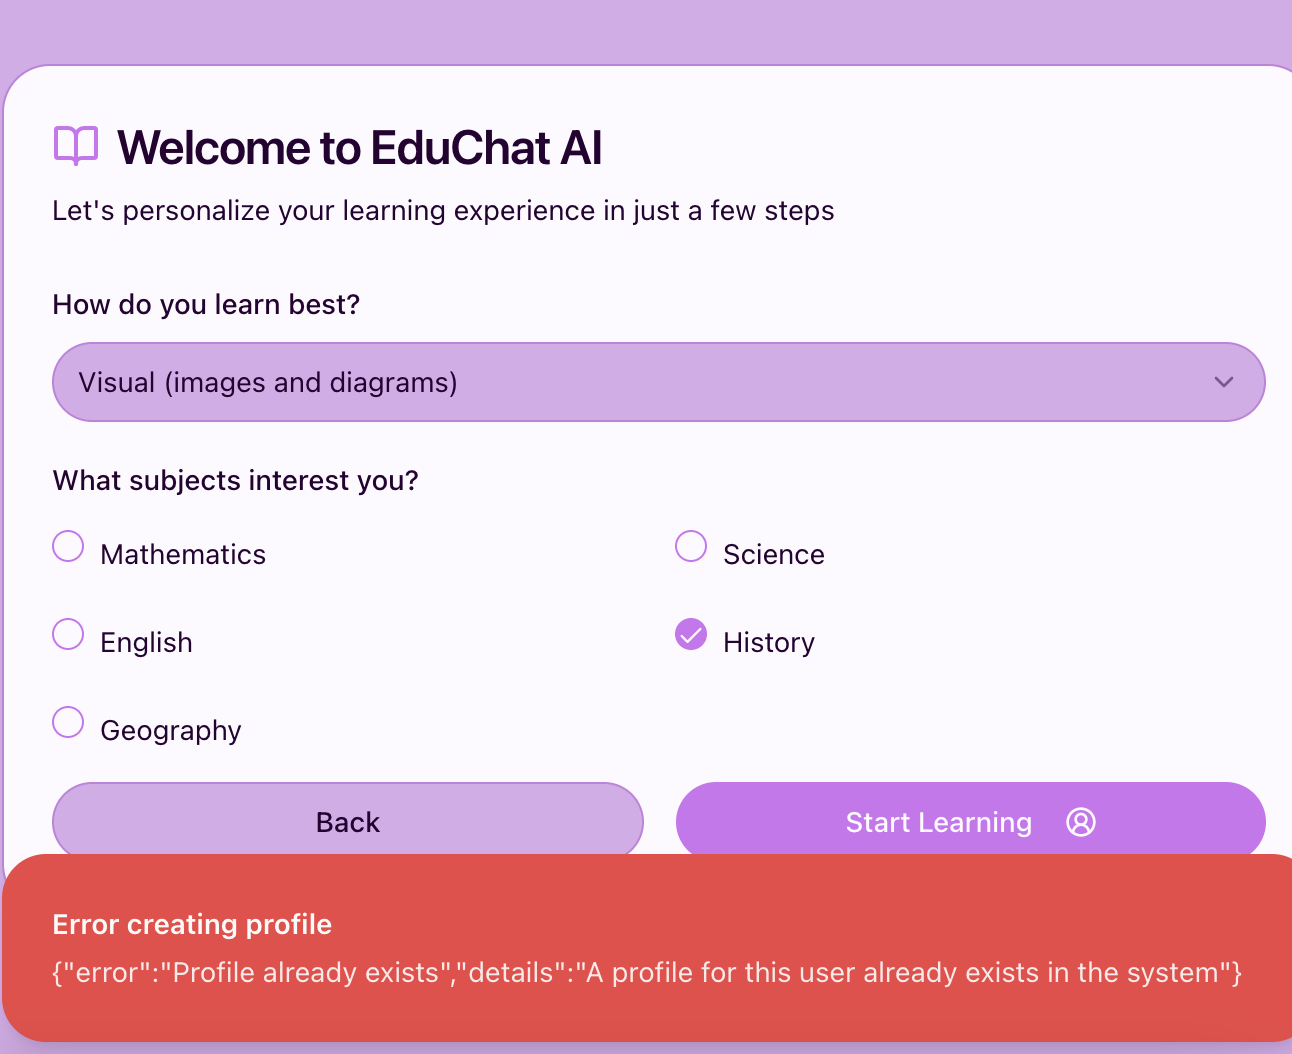 Welcome to EduChat AI
Let's personalize your learning experience in just a few steps
How do you learn best?
Visual (images and diagrams)
What subjects interest you?
Mathematics
Science
English
History
Geography
Back
Start Learning
Error creating profile
{"error":"Profile already exists","details":"A profile for this user already exists in the system"}